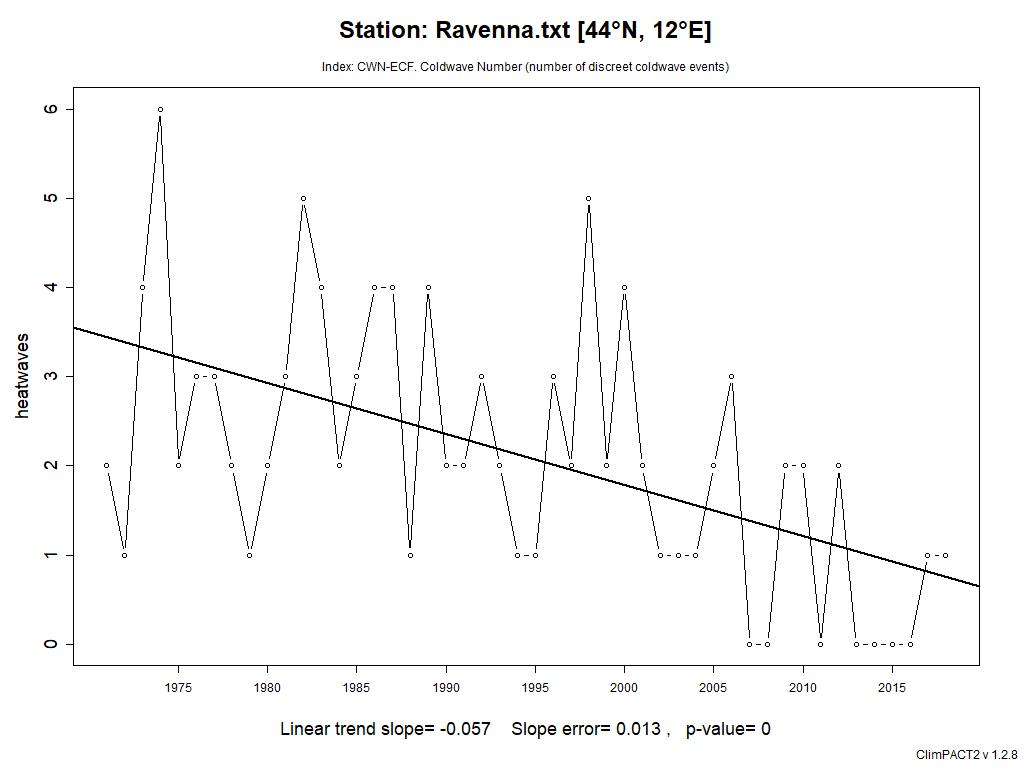 Station: Ravenna.txt [44°N, 12°E]
Index: CWN-ECF. Coldwave Number (number of discreet coldwave events)
6
5
4
3
2
1
0
heatwaves
1975 1980 1985 1990 1995 2000 2005 2010 2015
Linear trend slope= -0.057 Slope error= 0.013 , p-value= 0
ClimPACT2 v 1.2.8